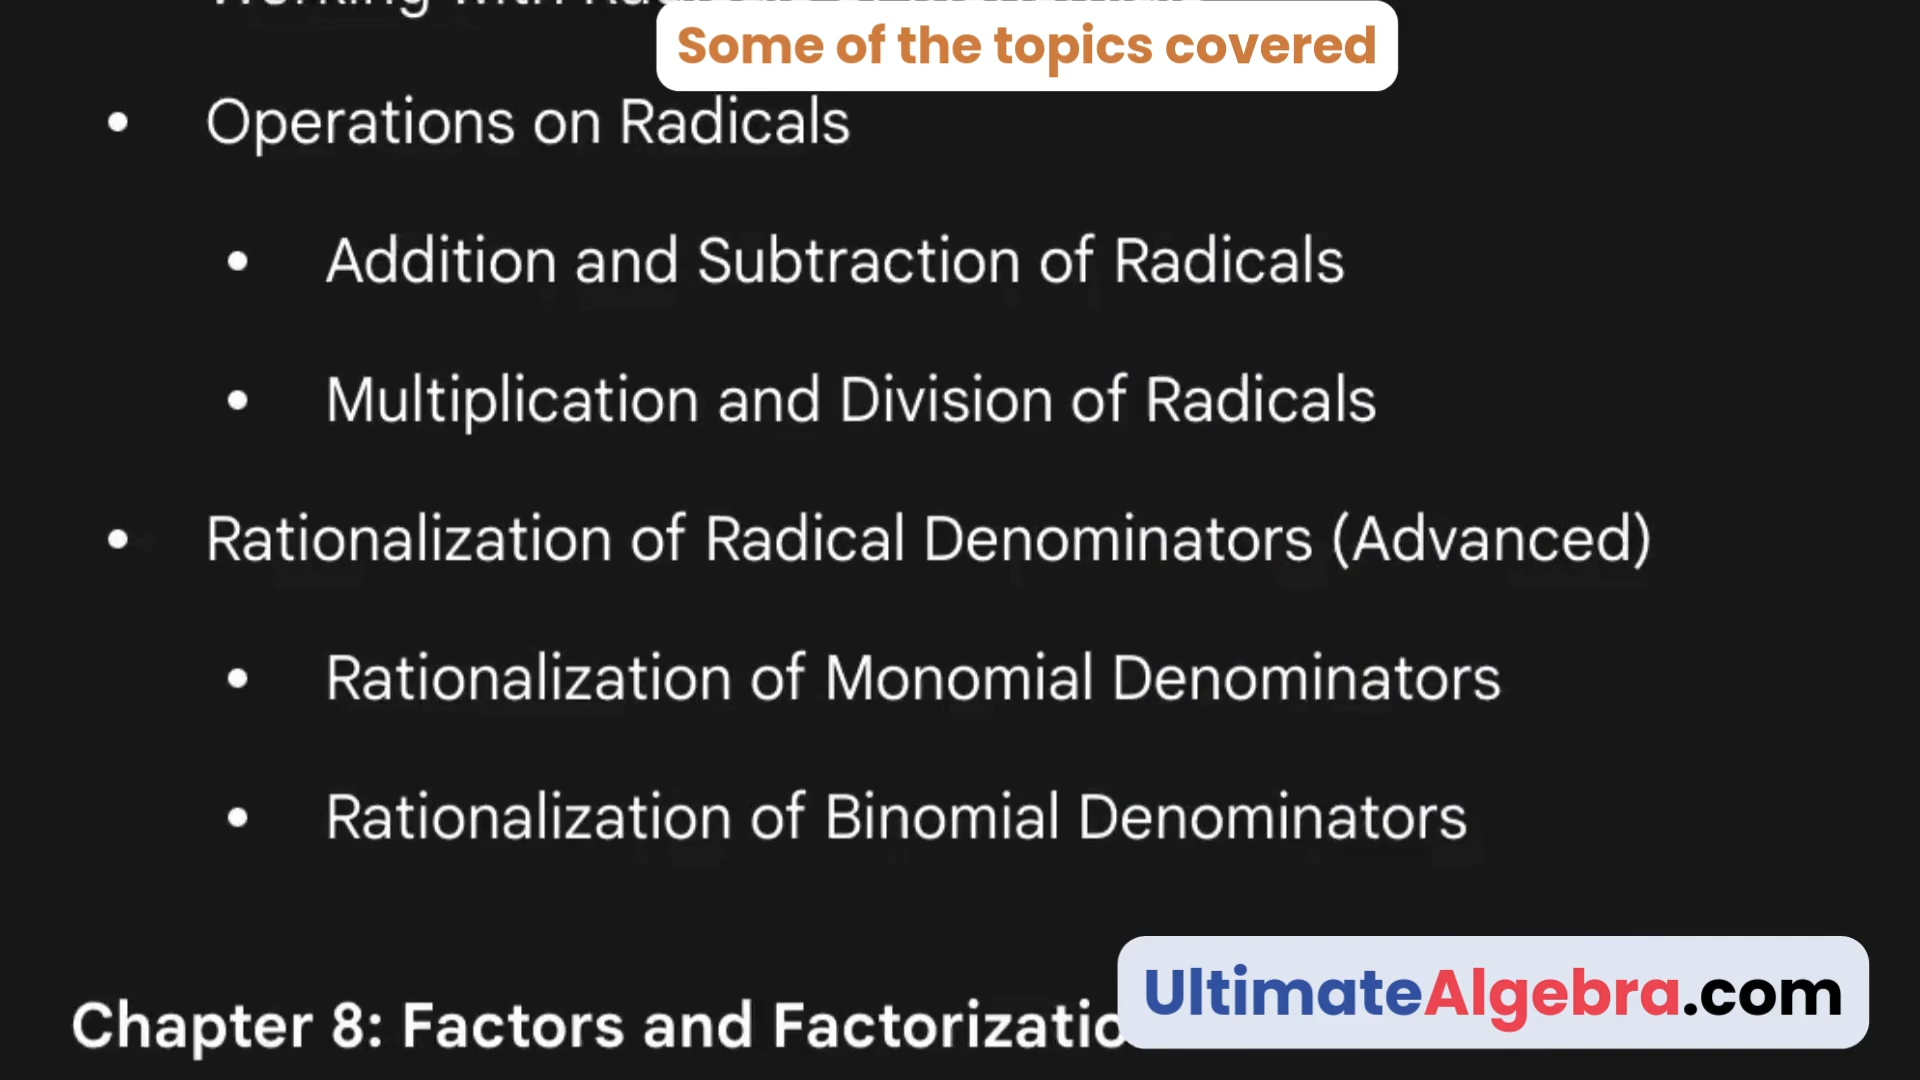 Working with
Some of the topics covered
• Operations on Radicals
• Addition and Subtraction of Radicals
• Multiplication and Division of Radicals
• Rationalization of Radical Denominators (Advanced)
• Rationalization of Monomial Denominators
• Rationalization of Binomial Denominators
Chapter 8: Factors and Factorizatio
UltimateAlgebra.com